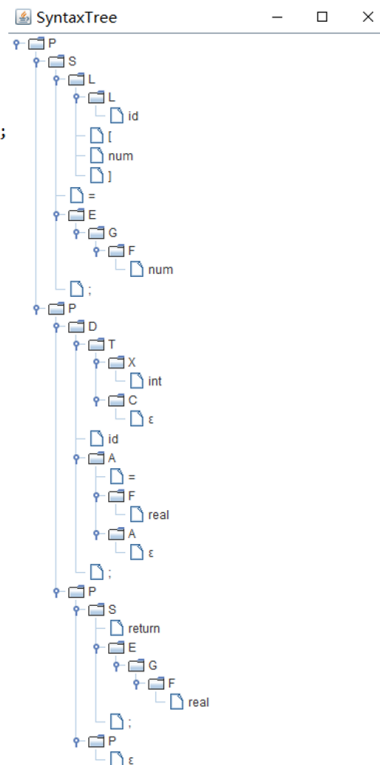 SyntaxTree
P
S
L
L
id
;
[
num
]
=
E
G
F
num
;
P
D
T
X
int
C
ε
id
A
=
F
real
A
ε
;
P
S
return
E
G
F
real
;
P
ε